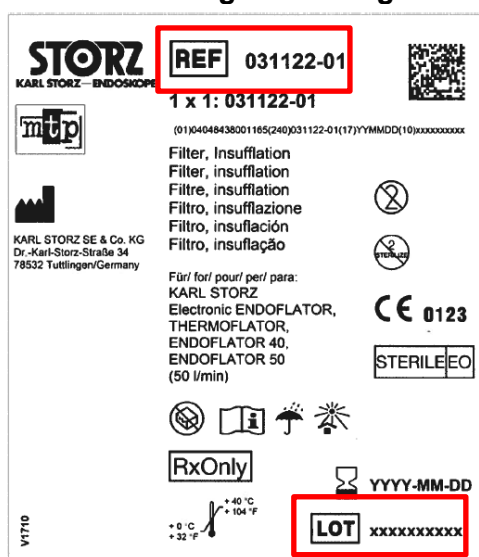 STORZ
KARL STORZ—ENDOSKOPE
REF 031122-01
1 x 1: 031122-01
(01)04048438001165(240)031122-01(17)YYMMDD(10)xxxxxxxxxx
mtp
Filter, Insufflation
Filter, insufflation
Filtre, insufflation
Filtro, insufflazione
Filtro, insuflación
Filtro, insuflação
KARL STORZ SE & Co. KG
Dr.-Karl-Storz-Straße 34
78532 Tuttlingen/Germany
Für/ for/ pour/ per/ para:
KARL STORZ
Electronic ENDOFLATOR,
THERMOFLATOR,
ENDOFLATOR 40,
ENDOFLATOR 50
(50 l/min)
2
2
STERILIZE
CE 0123
STERILE EO
i
RxOnly
YYYY-MM-DD
+ 40 °C
+ 104 °F
+ 0 °C
+ 32 °F
LOT xxxxxxxxxx
V1710